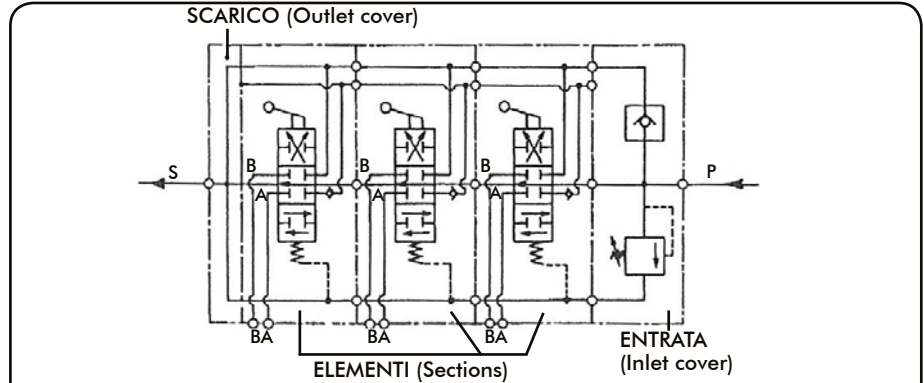 SCARICO (Outlet cover)
B
B
B
S
P
A
A
A
BA
BA
BA
ENTRATA
(Inlet cover)
ELEMENTI (Sections)